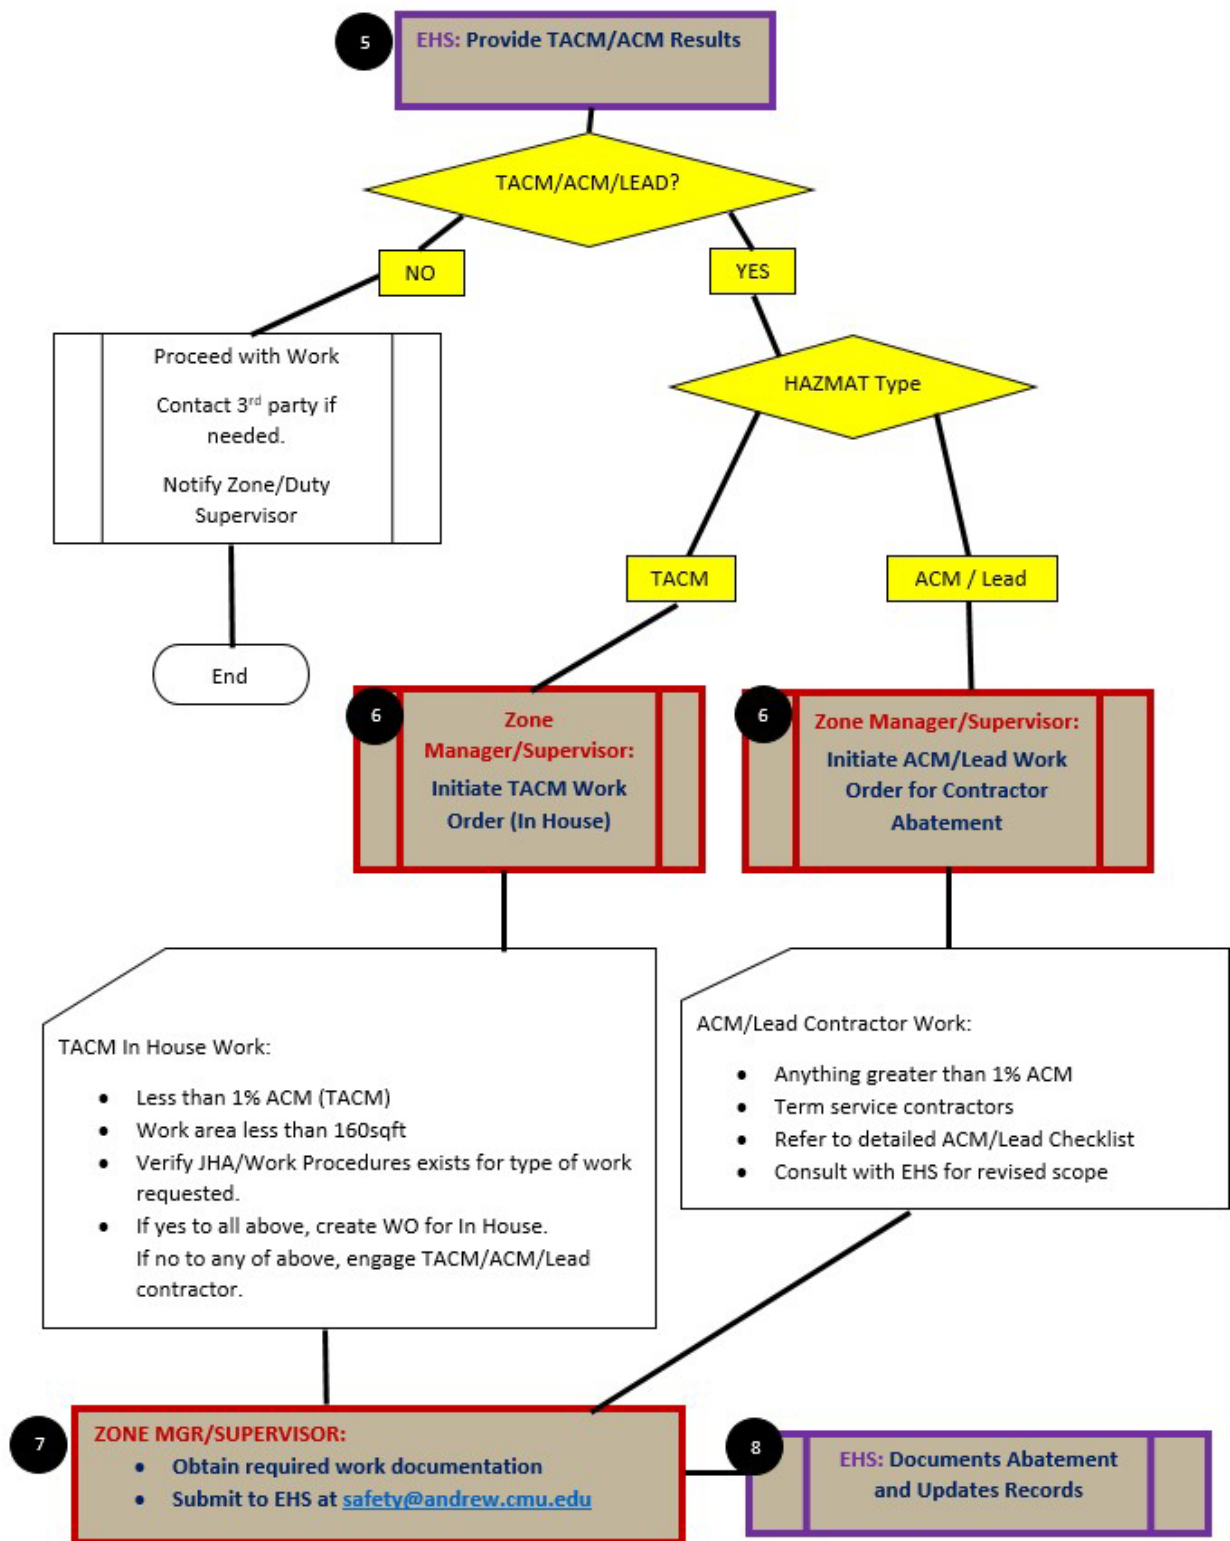 5
EHS: Provide TACM/ACM Results
TACM/ACM/LEAD?
NO
YES
Proceed with Work
Contact 3rd party if
needed.
Notify Zone/Duty
Supervisor
HAZMAT Type
TACM
ACM / Lead
End
6
Zone
Manager/Supervisor:
Initiate TACM Work
Order (In House)
6
Zone Manager/Supervisor:
Initiate ACM/Lead Work
Order for Contractor
Abatement
TACM In House Work:
• Less than 1% ACM (TACM)
• Work area less than 160sqft
• Verify JHA/Work Procedures exists for type of work
requested.
• If yes to all above, create WO for In House.
If no to any of above, engage TACM/ACM/Lead
contractor.
ACM/Lead Contractor Work:
• Anything greater than 1% ACM
• Term service contractors
• Refer to detailed ACM/Lead Checklist
• Consult with EHS for revised scope
7
ZONE MGR/SUPERVISOR:
• Obtain required work documentation
• Submit to EHS at safety@andrew.cmu.edu
8
EHS: Documents Abatement
and Updates Records